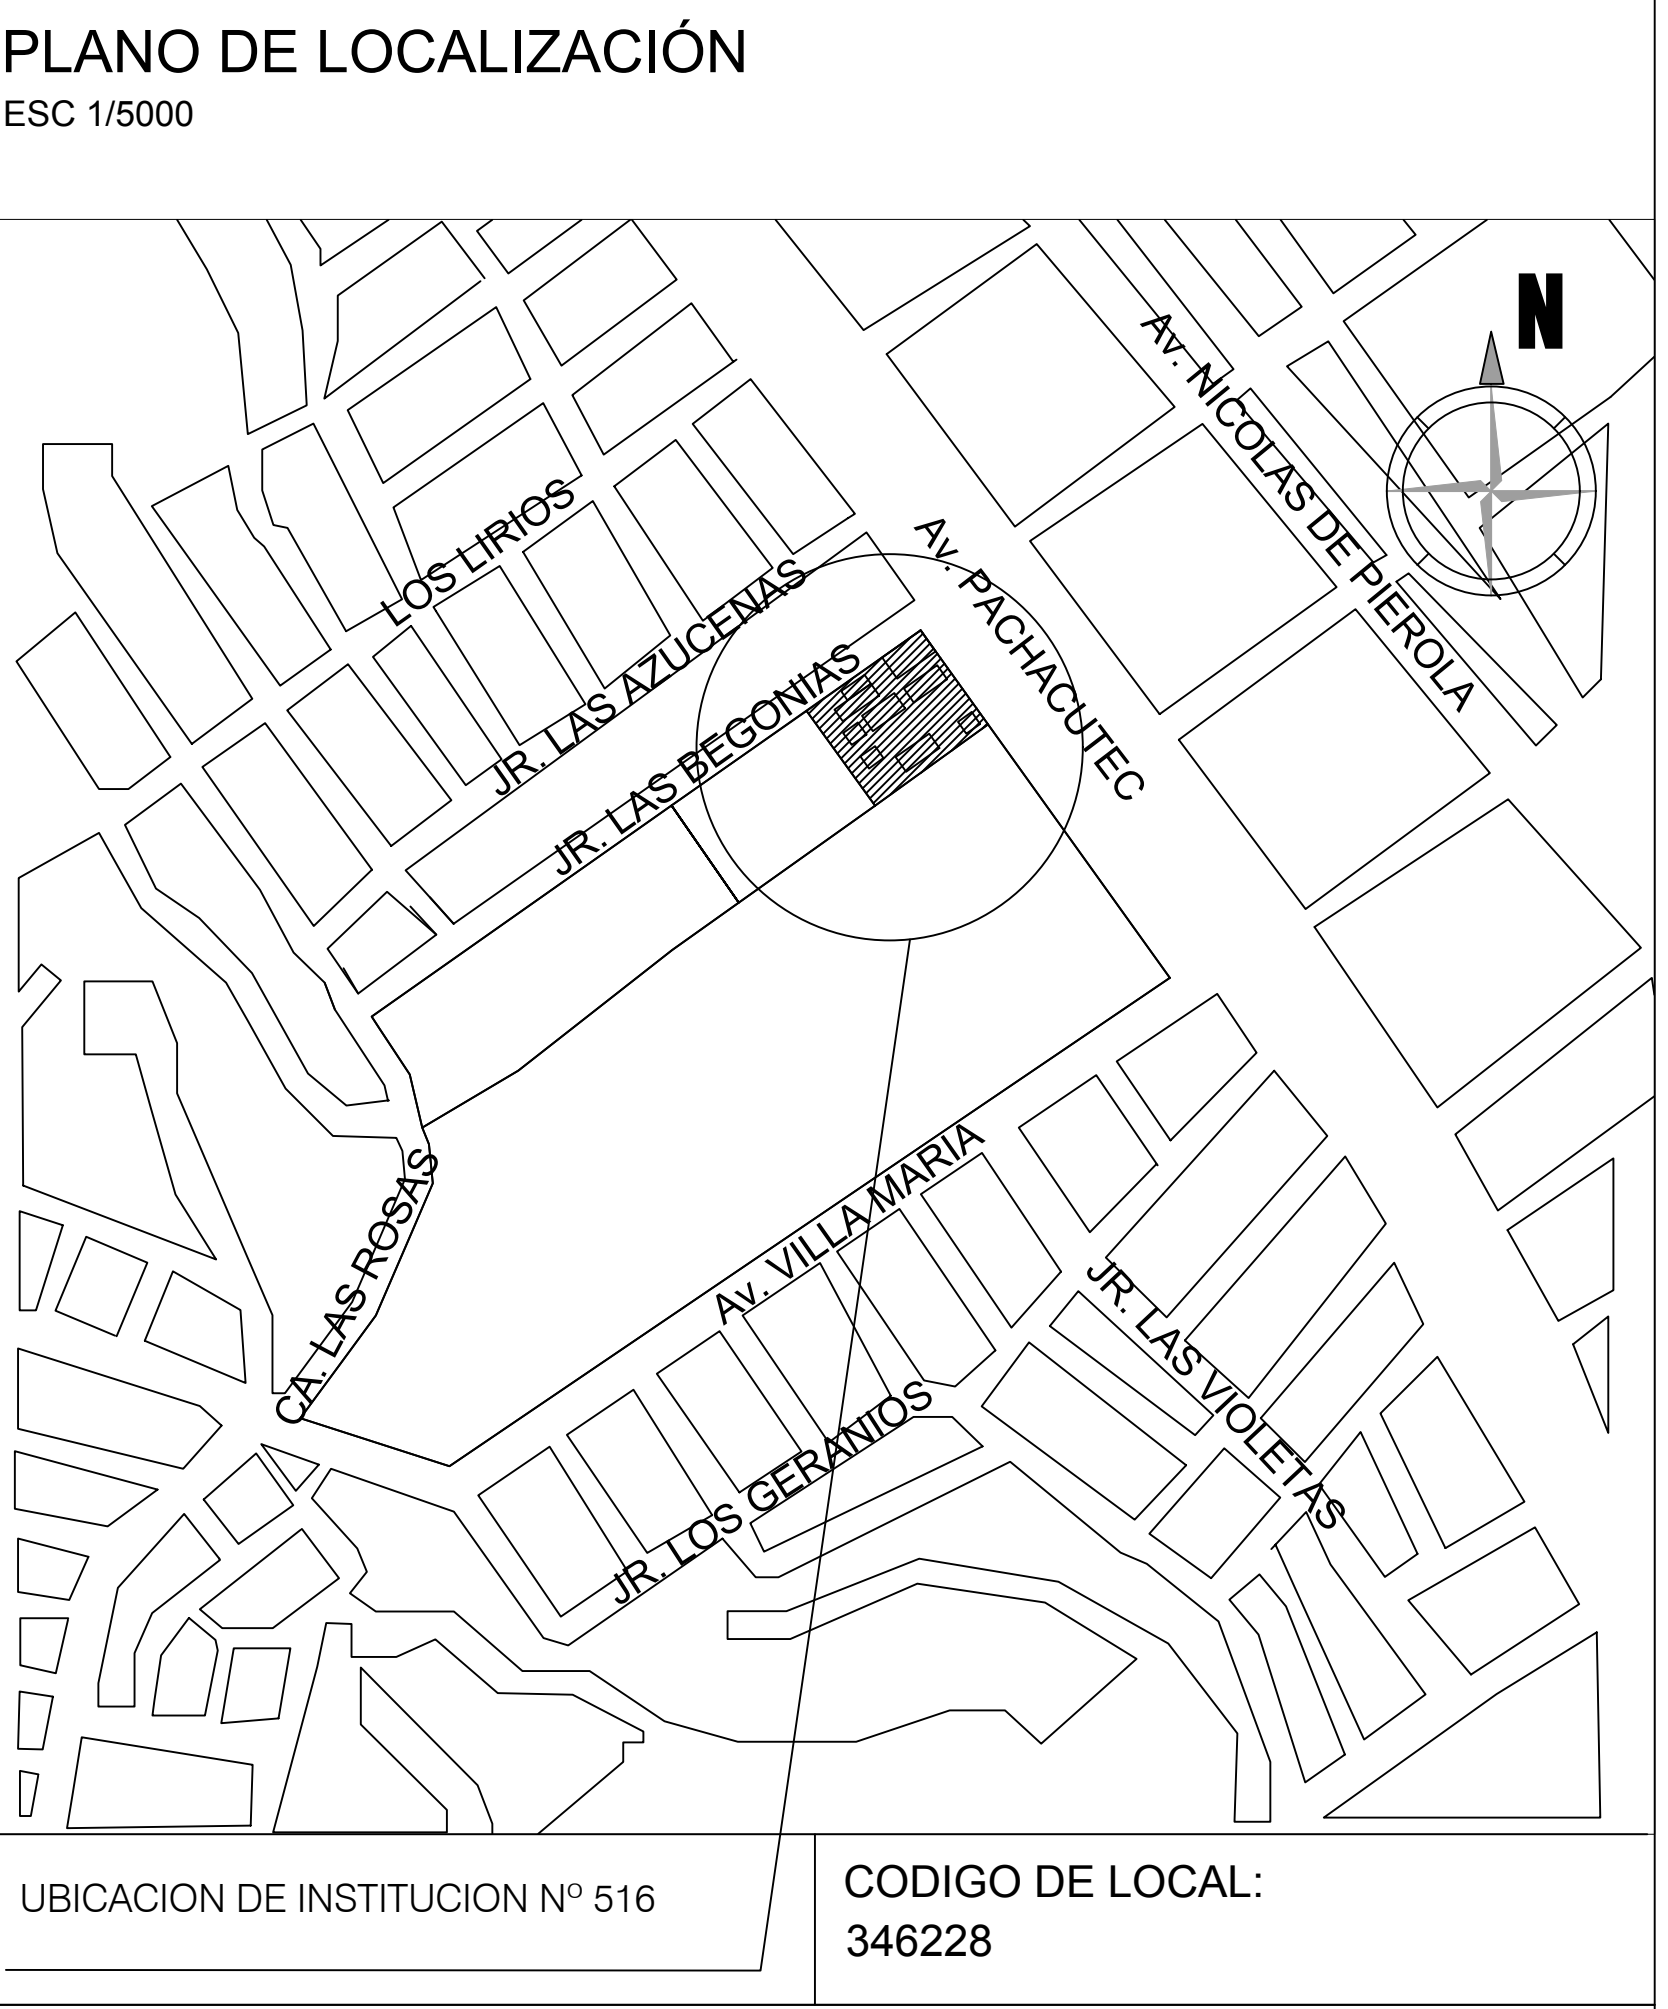 PLANO DE LOCALIZACIÓN
ESC 1/5000
N
Av. NICOLAS DE PIEROLA
LOS LIRIOS
Av. PACHACUTEC
JR. LAS AZUCENAS
JR. LAS BEGONIAS
CA. LAS ROSAS
Av. VILLA MARIA
JR. LAS VIOLETAS
JR. LOS GERANIOS
UBICACION DE INSTITUCION Nº 516
CODIGO DE LOCAL:
346228